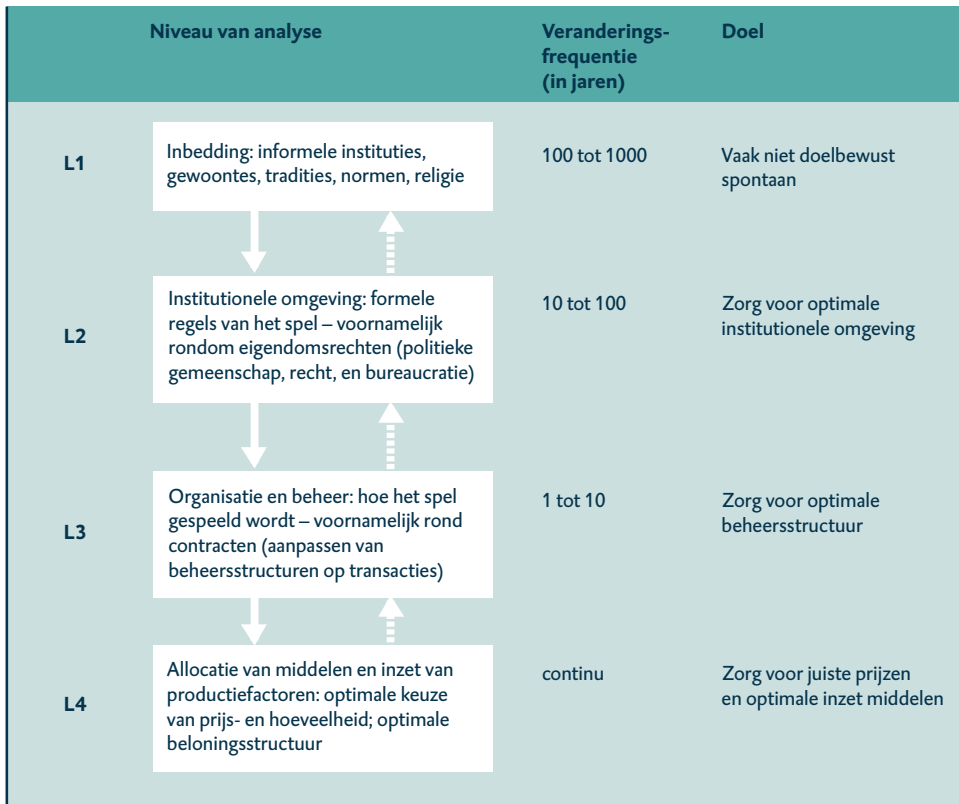 Niveau van analyse
Veranderings-
frequentie
(in jaren)
Doel
L1
Inbedding: informele instituties,
gewoontes, tradities, normen, religie
100 tot 1000
Vaak niet doelbewust
spontaan
L2
Institutionele omgeving: formele
regels van het spel – voornamelijk
rondom eigendomsrechten (politieke
gemeenschap, recht, en bureaucratie)
10 tot 100
Zorg voor optimale
institutionele omgeving
L3
Organisatie en beheer: hoe het spel
gespeeld wordt – voornamelijk rond
contracten (aanpassen van
beheersstructuren op transacties)
1 tot 10
Zorg voor optimale
beheersstructuur
L4
Allocatie van middelen en inzet van
productiefactoren: optimale keuze
van prijs- en hoeveelheid; optimale
beloningsstructuur
continu
Zorg voor juiste prijzen
en optimale inzet middelen